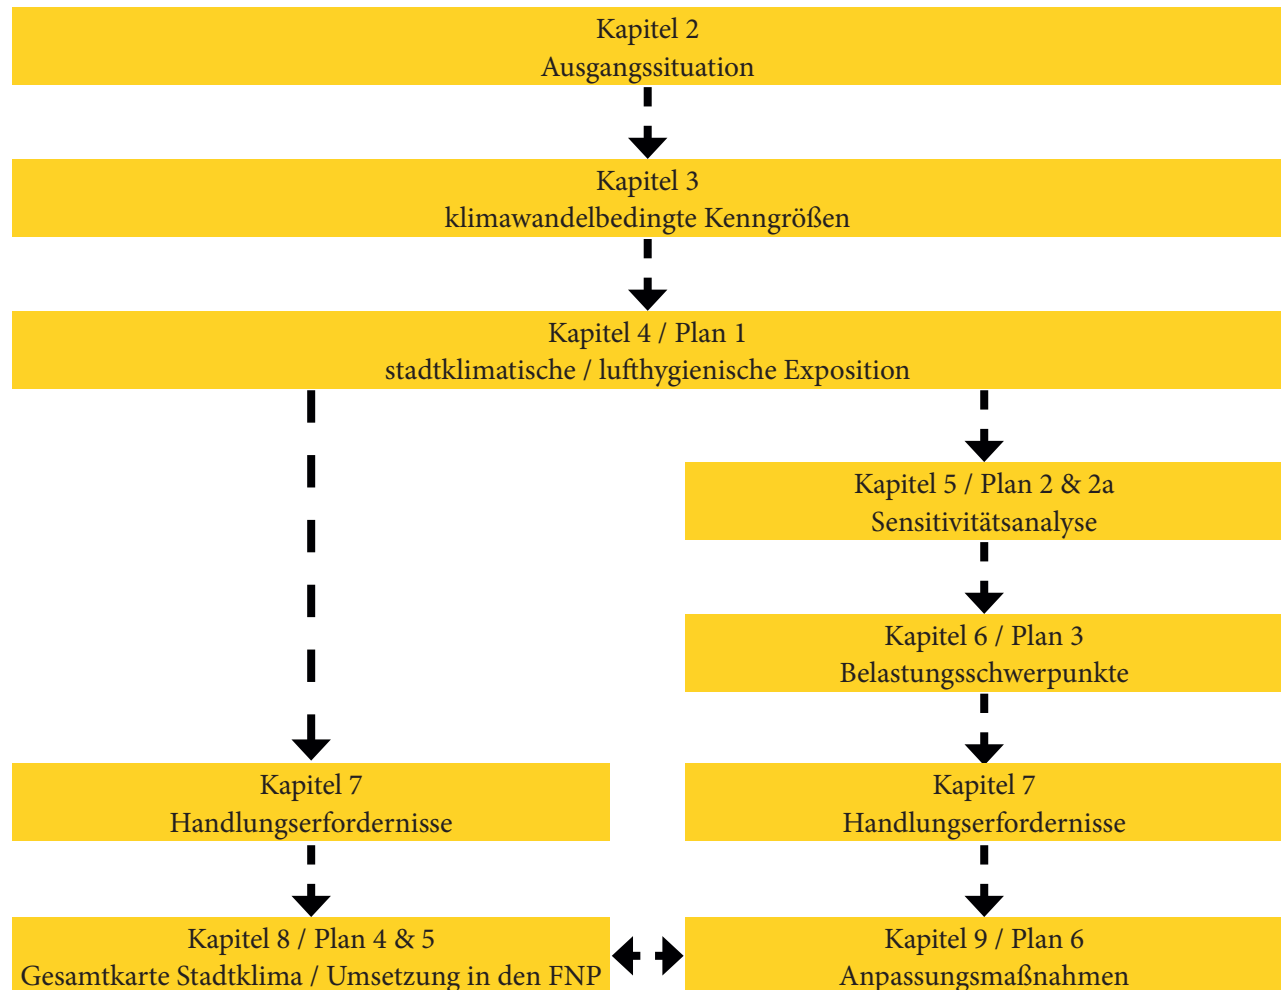 Kapitel 2
Ausgangssituation
Kapitel 3
klimawandelbedingte Kenngrößen
Kapitel 4 / Plan 1
stadtklimatische / lufthygienische Exposition
Kapitel 5 / Plan 2 & 2a
Sensitivitätsanalyse
Kapitel 6 / Plan 3
Belastungsschwerpunkte
Kapitel 7
Handlungserfordernisse
Kapitel 7
Handlungserfordernisse
Kapitel 8 / Plan 4 & 5
Gesamtkarte Stadtklima / Umsetzung in den FNP
Kapitel 9 / Plan 6
Anpassungsmaßnahmen